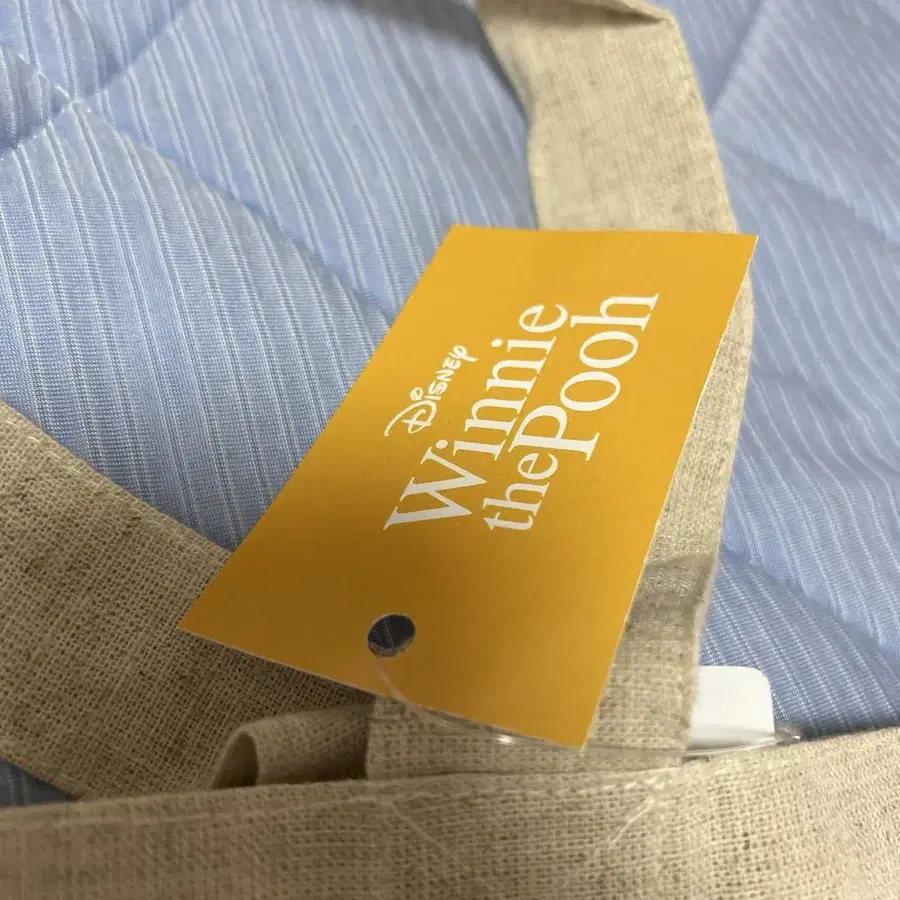 Disney
Winnie
the Pooh